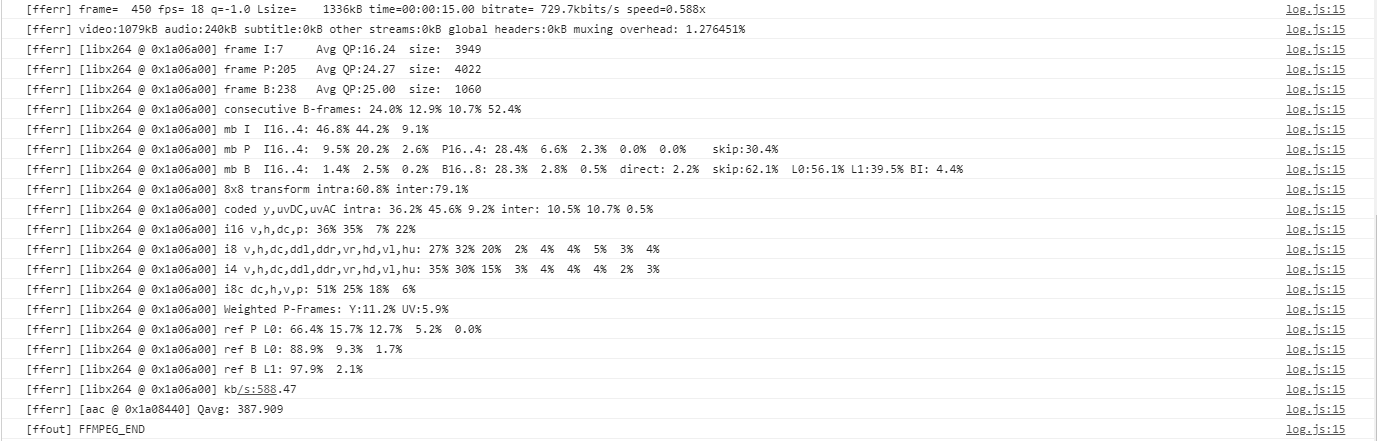 [fferr] frame=  450 fps= 18 q=-1.0 Lsize=    1336kB time=00:00:15.00 bitrate= 729.7kbits/s speed=0.588x log.js:15
[fferr] video:1079kB audio:240kB subtitle:0kB other streams:0kB global headers:0kB muxing overhead: 1.276451% log.js:15
[fferr] [libx264 @ 0x1a06a00] frame I:7     Avg QP:16.24  size:  3949 log.js:15
[fferr] [libx264 @ 0x1a06a00] frame P:205   Avg QP:24.27  size:  4022 log.js:15
[fferr] [libx264 @ 0x1a06a00] frame B:238   Avg QP:25.00  size:  1060 log.js:15
[fferr] [libx264 @ 0x1a06a00] consecutive B-frames: 24.0% 12.9% 10.7% 52.4% log.js:15
[fferr] [libx264 @ 0x1a06a00] mb I  I16..4: 46.8% 44.2%  9.1% log.js:15
[fferr] [libx264 @ 0x1a06a00] mb P  I16..4:  9.5% 20.2%  2.6%  P16..4: 28.4%  6.6%  2.3%  0.0%  0.0%    skip:30.4% log.js:15
[fferr] [libx264 @ 0x1a06a00] mb B  I16..4:  1.4%  2.5%  0.2%  B16..8: 28.3%  2.8%  0.5%  direct: 2.2%  skip:62.1%  L0:56.1% L1:39.5% BI: 4.4% log.js:15
[fferr] [libx264 @ 0x1a06a00] 8x8 transform intra:60.8% inter:79.1% log.js:15
[fferr] [libx264 @ 0x1a06a00] coded y,uvDC,uvAC intra: 36.2% 45.6% 9.2% inter: 10.5% 10.7% 0.5% log.js:15
[fferr] [libx264 @ 0x1a06a00] i16 v,h,dc,p: 36% 35%  7% 22% log.js:15
[fferr] [libx264 @ 0x1a06a00] i8 v,h,dc,ddl,ddr,vr,hd,vl,hu: 27% 32% 20%  2%  4%  4%  5%  3%  4% log.js:15
[fferr] [libx264 @ 0x1a06a00] i4 v,h,dc,ddl,ddr,vr,hd,vl,hu: 35% 30% 15%  3%  4%  4%  4%  2%  3% log.js:15
[fferr] [libx264 @ 0x1a06a00] i8c dc,h,v,p: 51% 25% 18%  6% log.js:15
[fferr] [libx264 @ 0x1a06a00] Weighted P-Frames: Y:11.2% UV:5.9% log.js:15
[fferr] [libx264 @ 0x1a06a00] ref P L0: 66.4% 15.7% 12.7%  5.2%  0.0% log.js:15
[fferr] [libx264 @ 0x1a06a00] ref B L0: 88.9%  9.3%  1.7% log.js:15
[fferr] [libx264 @ 0x1a06a00] ref B L1: 97.9%  2.1% log.js:15
[fferr] [libx264 @ 0x1a06a00] kb/s:588.47 log.js:15
[fferr] [aac @ 0x1a08440] Qavg: 387.909 log.js:15
[ffout] FFMPEG_END log.js:15